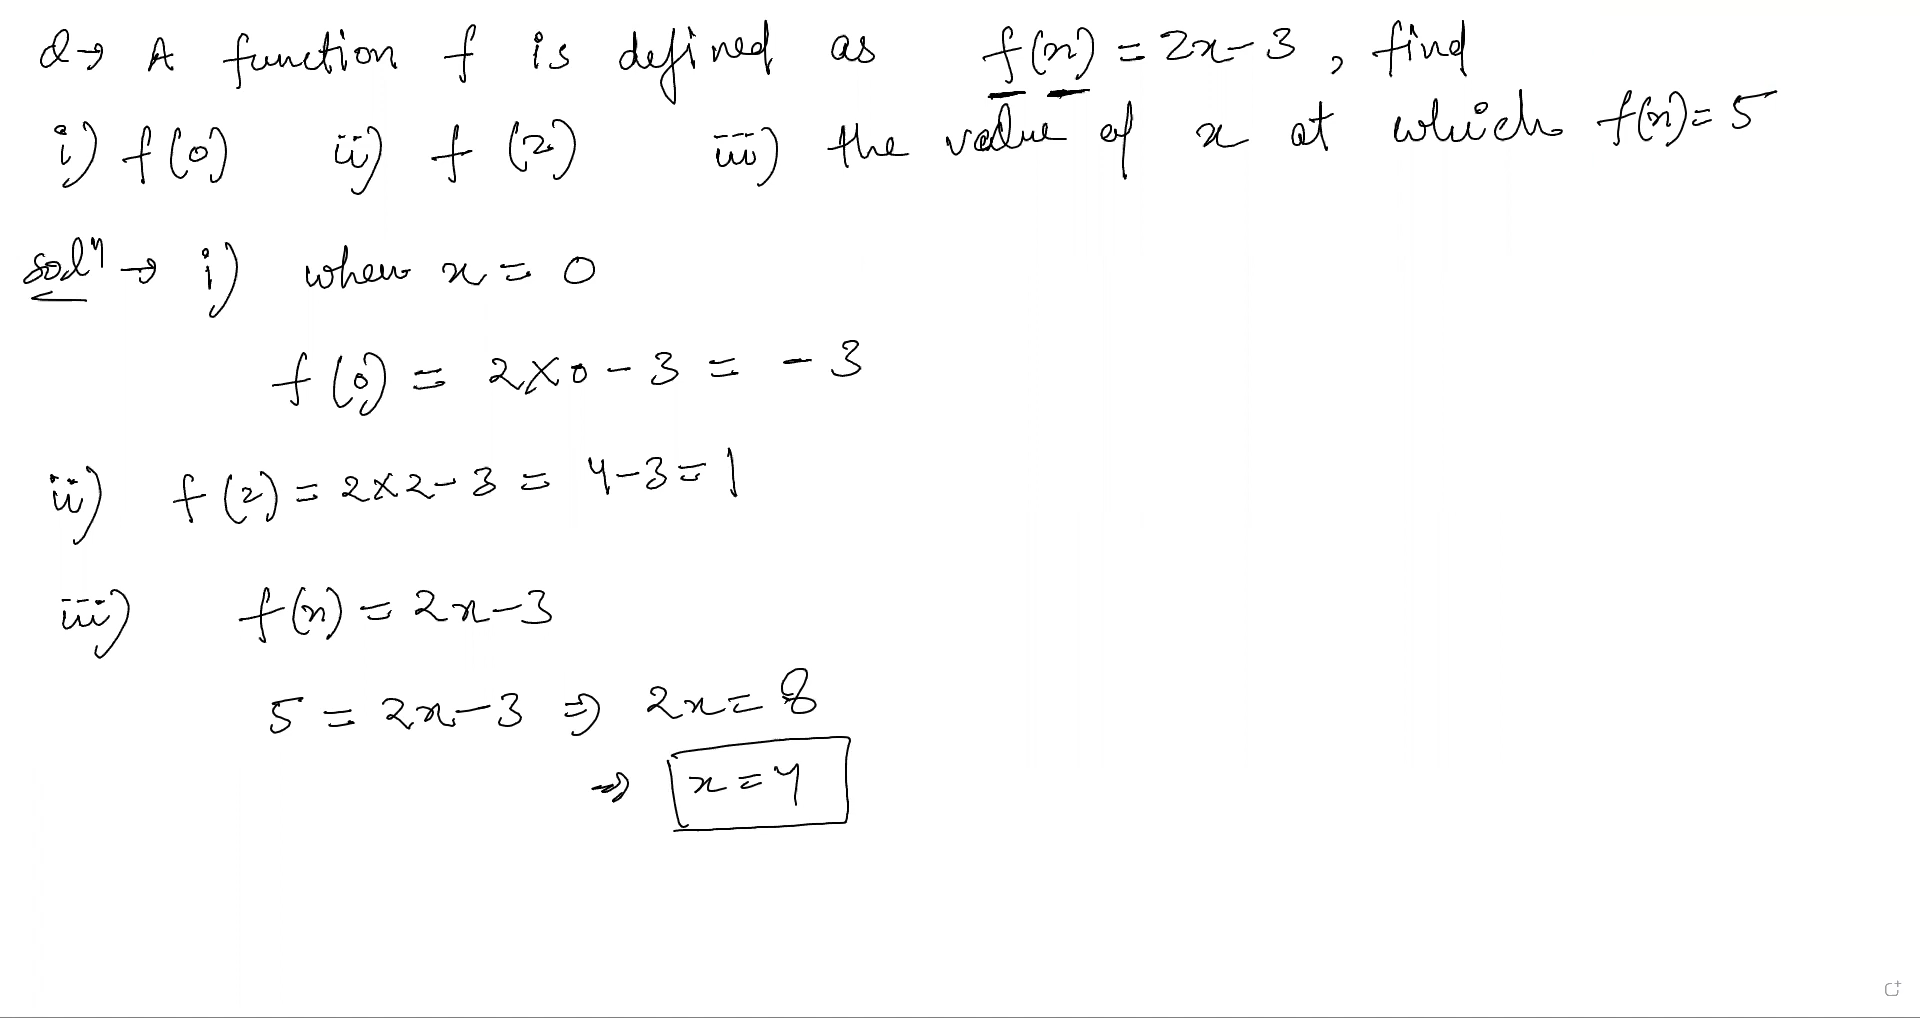 Q→ A function f is defined as f(x) = 2x-3, find
i) f(0) ii) f(2) iii) the value of x at which f(x)=5
solⁿ → i) when x = 0
f(0) = 2×0-3 = -3
ii) f(2) = 2×2-3 = 4-3=1
iii) f(x) = 2x-3
5 = 2x-3 ⇒ 2x=8
⇒ x=4